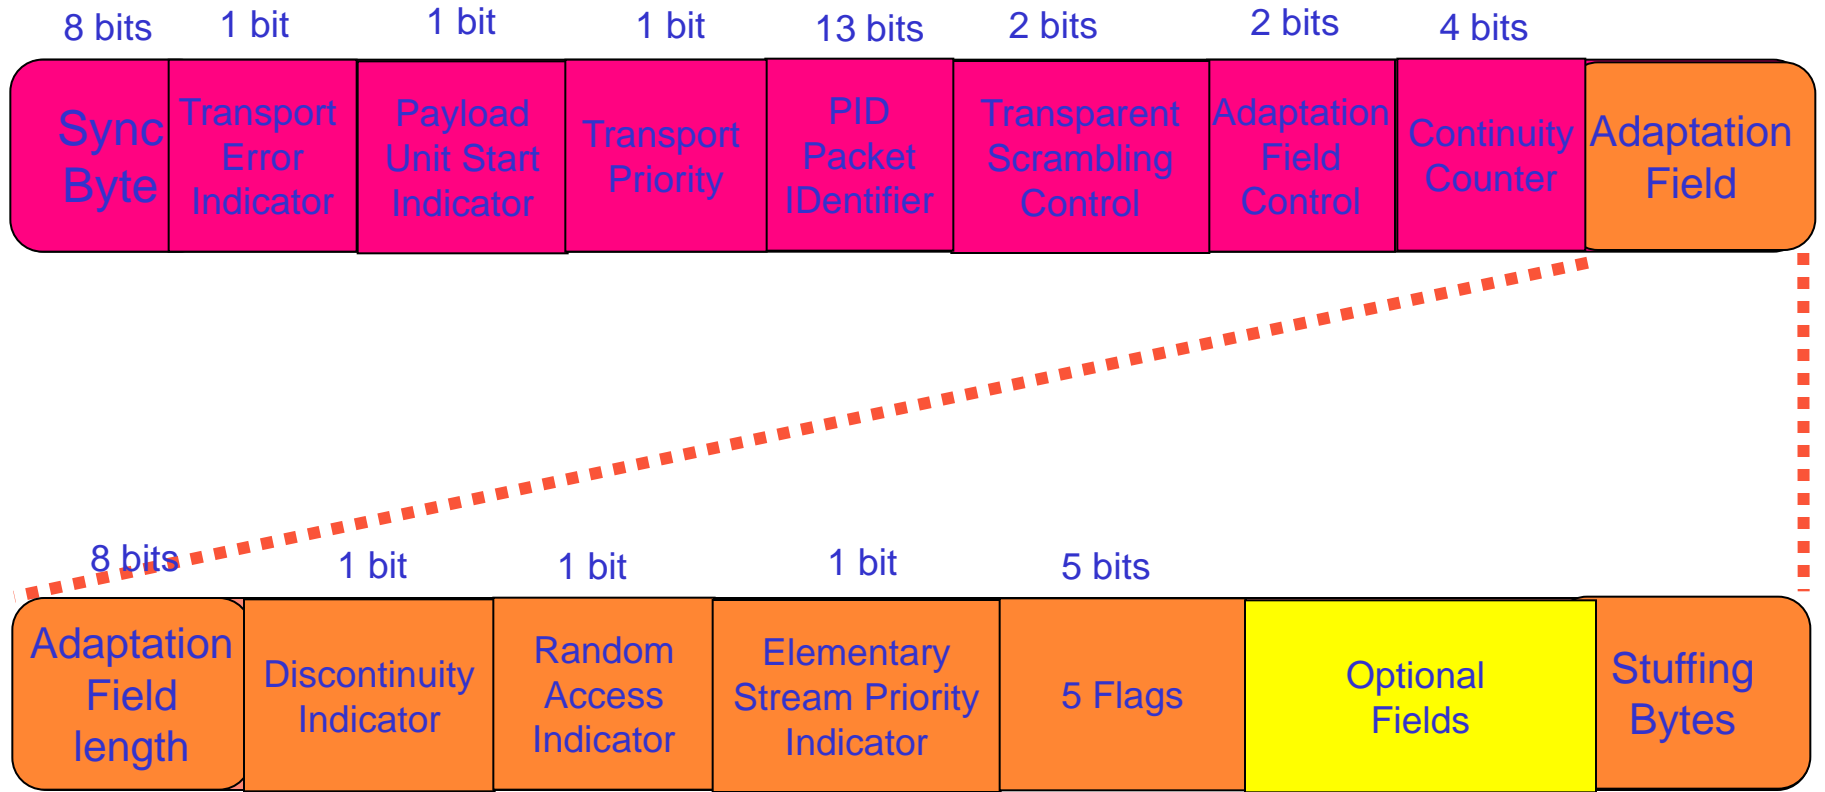 8 bits
1 bit
1 bit
1 bit
13 bits
2 bits
2 bits
4 bits
Sync
Byte
Transport
Error
Indicator
Payload
Unit Start
Indicator
Transport
Priority
PID
Packet
IDentifier
Transparent
Scrambling
Control
Adaptation
Field
Control
Continuity
Counter
Adaptation
Field
8 bits
1 bit
1 bit
1 bit
5 bits
Adaptation
Field
length
Discontinuity
Indicator
Random
Access
Indicator
Elementary
Stream Priority
Indicator
5 Flags
Optional
Fields
Stuffing
Bytes